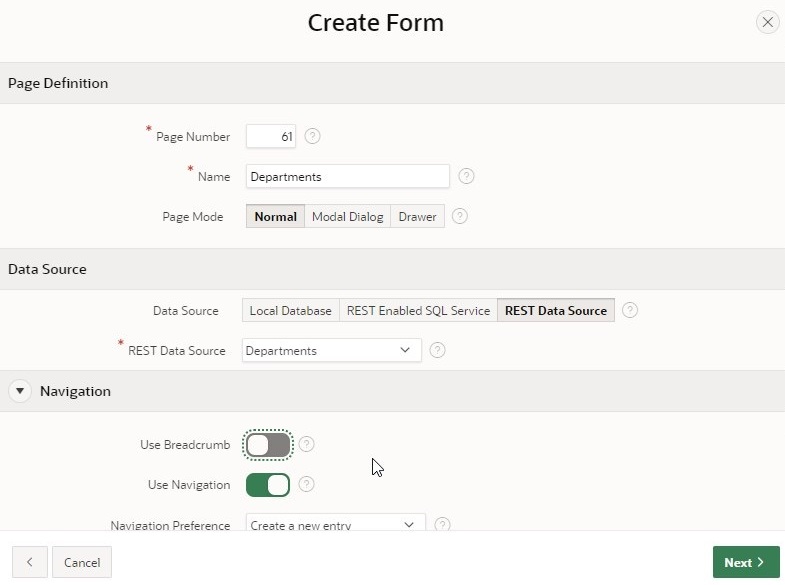 Create Form
Page Definition
* Page Number 61 ?
* Name Departments ?
Page Mode Normal Modal Dialog Drawer ?
Data Source
Data Source Local Database REST Enabled SQL Service REST Data Source ?
* REST Data Source Departments ?
Navigation
Use Breadcrumb ?
Use Navigation ?
Navigation Preference Create a new entry ?
Cancel Next